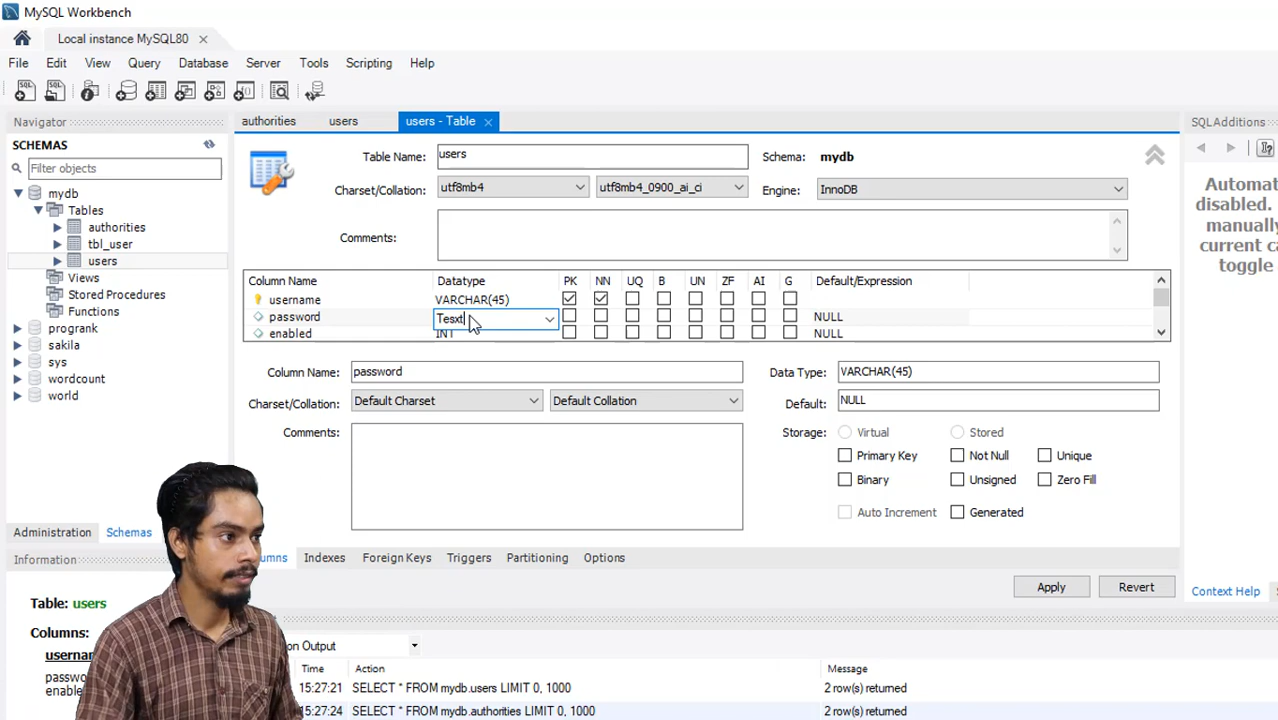 MySQL Workbench
Local instance MySQL80
File Edit View Query Database Server Tools Scripting Help
Navigator
SCHEMAS
Filter objects
mydb
Tables
authorities
tbl_user
users
Views
Stored Procedures
Functions
progrank
sakila
sys
wordcount
world
Administration Schemas
Information
Table: users
Columns:
authorities users users - Table
Table Name: users Schema: mydb
Charset/Collation: utf8mb4 utf8mb4_0900_ai_ci Engine: InnoDB
Comments:
Column Name Datatype PK NN UQ B UN ZF AI G Default/Expression
username VARCHAR(45)
password Tesxt NULL
enabled INT NULL
Column Name: password Data Type: VARCHAR(45)
Charset/Collation: Default Charset Default Collation Default: NULL
Comments: Storage: Virtual Stored
Primary Key Not Null Unique
Binary Unsigned Zero Fill
Auto Increment Generated
Indexes Foreign Keys Triggers Partitioning Options
Apply Revert
Output
Time Action Message
15:27:21 SELECT * FROM mydb.users LIMIT 0, 1000 2 row(s) returned
15:27:24 SELECT * FROM mydb.authorities LIMIT 0, 1000 2 row(s) returned
SQLAdditions
disabled.
manually
toggle
Context Help